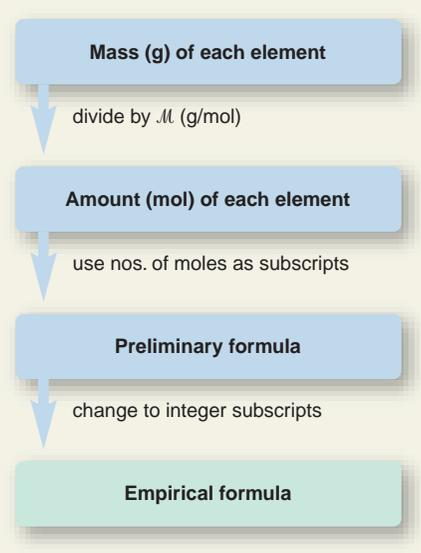 Mass (g) of each element
divide by ℳ (g/mol)
Amount (mol) of each element
use nos. of moles as subscripts
Preliminary formula
change to integer subscripts
Empirical formula